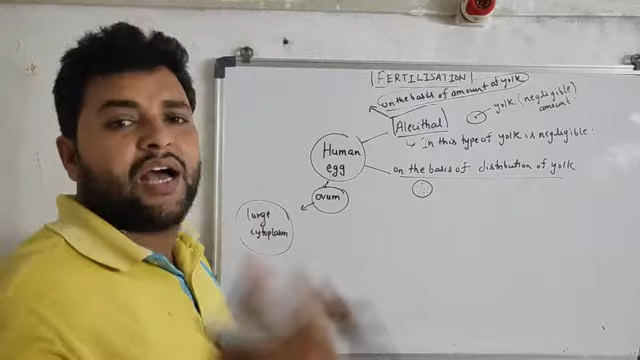 FERTILISATION
on the basis of amount of yolk
yolk (negligible)
amount.
Alecithal
In this type of yolk is negligible.
Human
egg
on the bases of distribution of yolk
ovum
large
cytoplasm